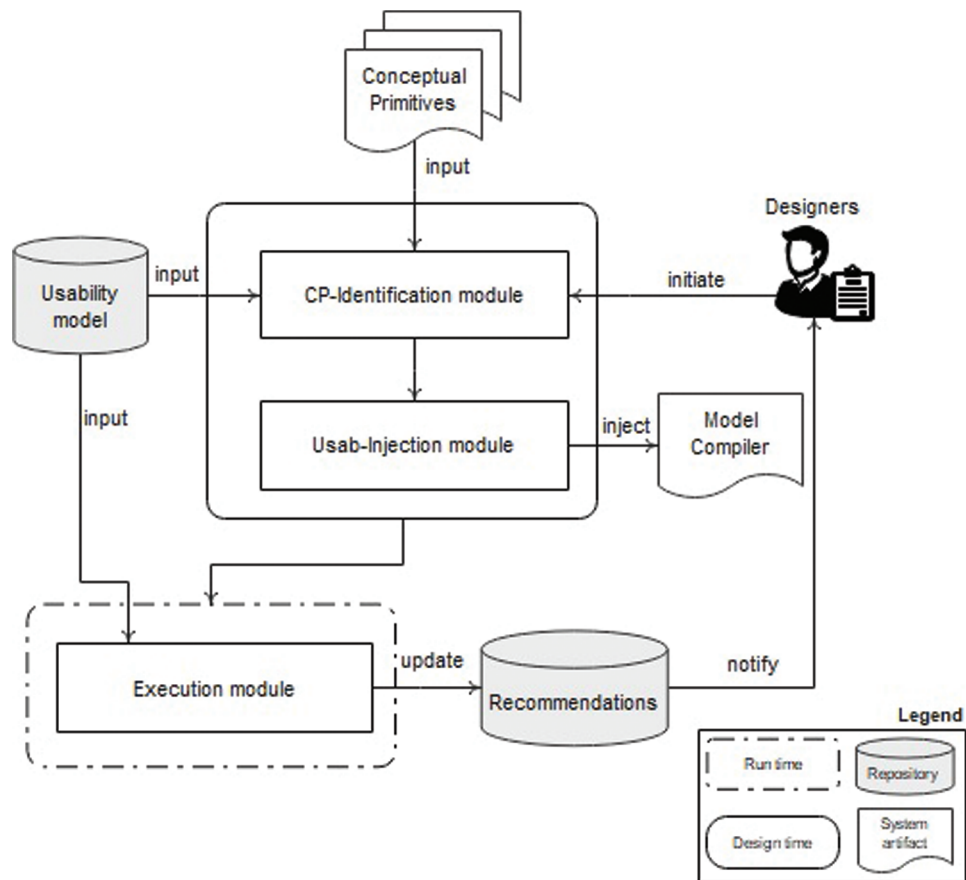 Conceptual
Primitives
input
Designers
Usability
model
input
CP-Identification module
initiate
input
Usab-Injection module
inject
Model
Compiler
Execution module
update
Recommendations
notify
Legend
Run time
Repository
Design time
System
artifact